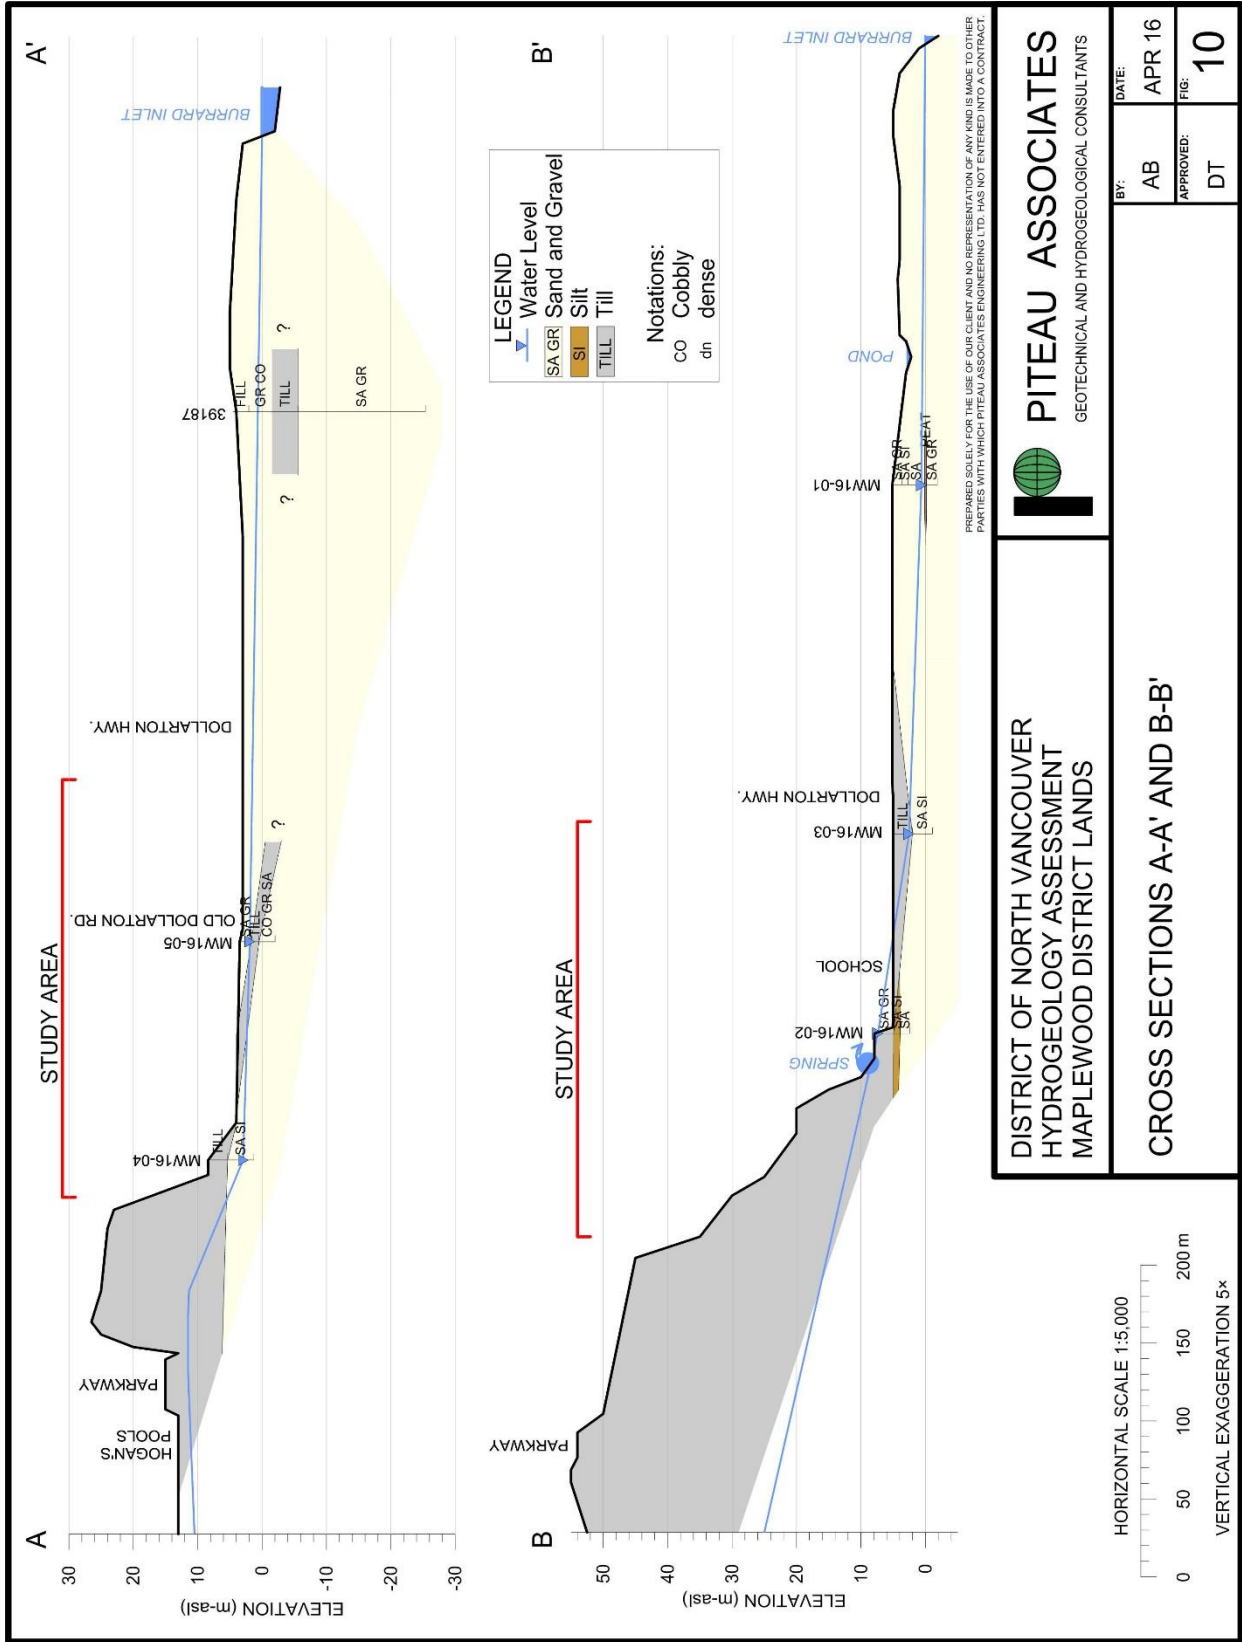 A
A'
STUDY AREA
HOGAN'S
POOLS
PARKWAY
MW16-04
TILL
SA SI
MW16-05
OLD DOLLARTON RD.
SA GR
TILL
CO GR SA
?
DOLLARTON HWY.
?
39187
FILL
GR CO
TILL
SA GR
?
BURRARD INLET
30
20
10
0
-10
-20
-30
ELEVATION (m-asl)
LEGEND
Water Level
SA GR Sand and Gravel
SI Silt
TILL Till
Notations:
CO Cobbly
dn dense
B
B'
STUDY AREA
PARKWAY
SPRING
MW16-02
SA GR
SA SI
SA
SCHOOL
MW16-03
DOLLARTON HWY.
TILL
SA SI
MW16-01
SA GR
SA SI
SA
PEAT
SA GR
POND
BURRARD INLET
50
40
30
20
10
0
ELEVATION (m-asl)
HORIZONTAL SCALE 1:5,000
0 50 100 150 200 m
VERTICAL EXAGGERATION 5×
PREPARED SOLELY FOR THE USE OF OUR CLIENT AND NO REPRESENTATION OF ANY KIND IS MADE TO OTHER
PARTIES WITH WHICH PITEAU ASSOCIATES ENGINEERING LTD. HAS NOT ENTERED INTO A CONTRACT.
DISTRICT OF NORTH VANCOUVER
HYDROGEOLOGY ASSESSMENT
MAPLEWOOD DISTRICT LANDS
PITEAU ASSOCIATES
GEOTECHNICAL AND HYDROGEOLOGICAL CONSULTANTS
CROSS SECTIONS A-A' AND B-B'
BY:
AB
DATE:
APR 16
APPROVED:
DT
FIG:
10